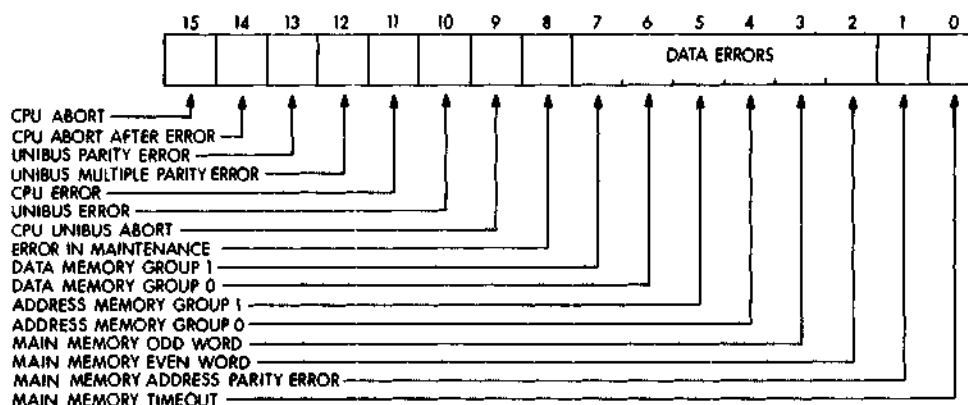 15 14 13 12 11 10 9 8 7 6 5 4 3 2 1 0
DATA ERRORS
CPU ABORT
CPU ABORT AFTER ERROR
UNIBUS PARITY ERROR
UNIBUS MULTIPLE PARITY ERROR
CPU ERROR
UNIBUS ERROR
CPU UNIBUS ABORT
ERROR IN MAINTENANCE
DATA MEMORY GROUP 1
DATA MEMORY GROUP 0
ADDRESS MEMORY GROUP 1
ADDRESS MEMORY GROUP 0
MAIN MEMORY ODD WORD
MAIN MEMORY EVEN WORD
MAIN MEMORY ADDRESS PARITY ERROR
MAIN MEMORY TIMEOUT